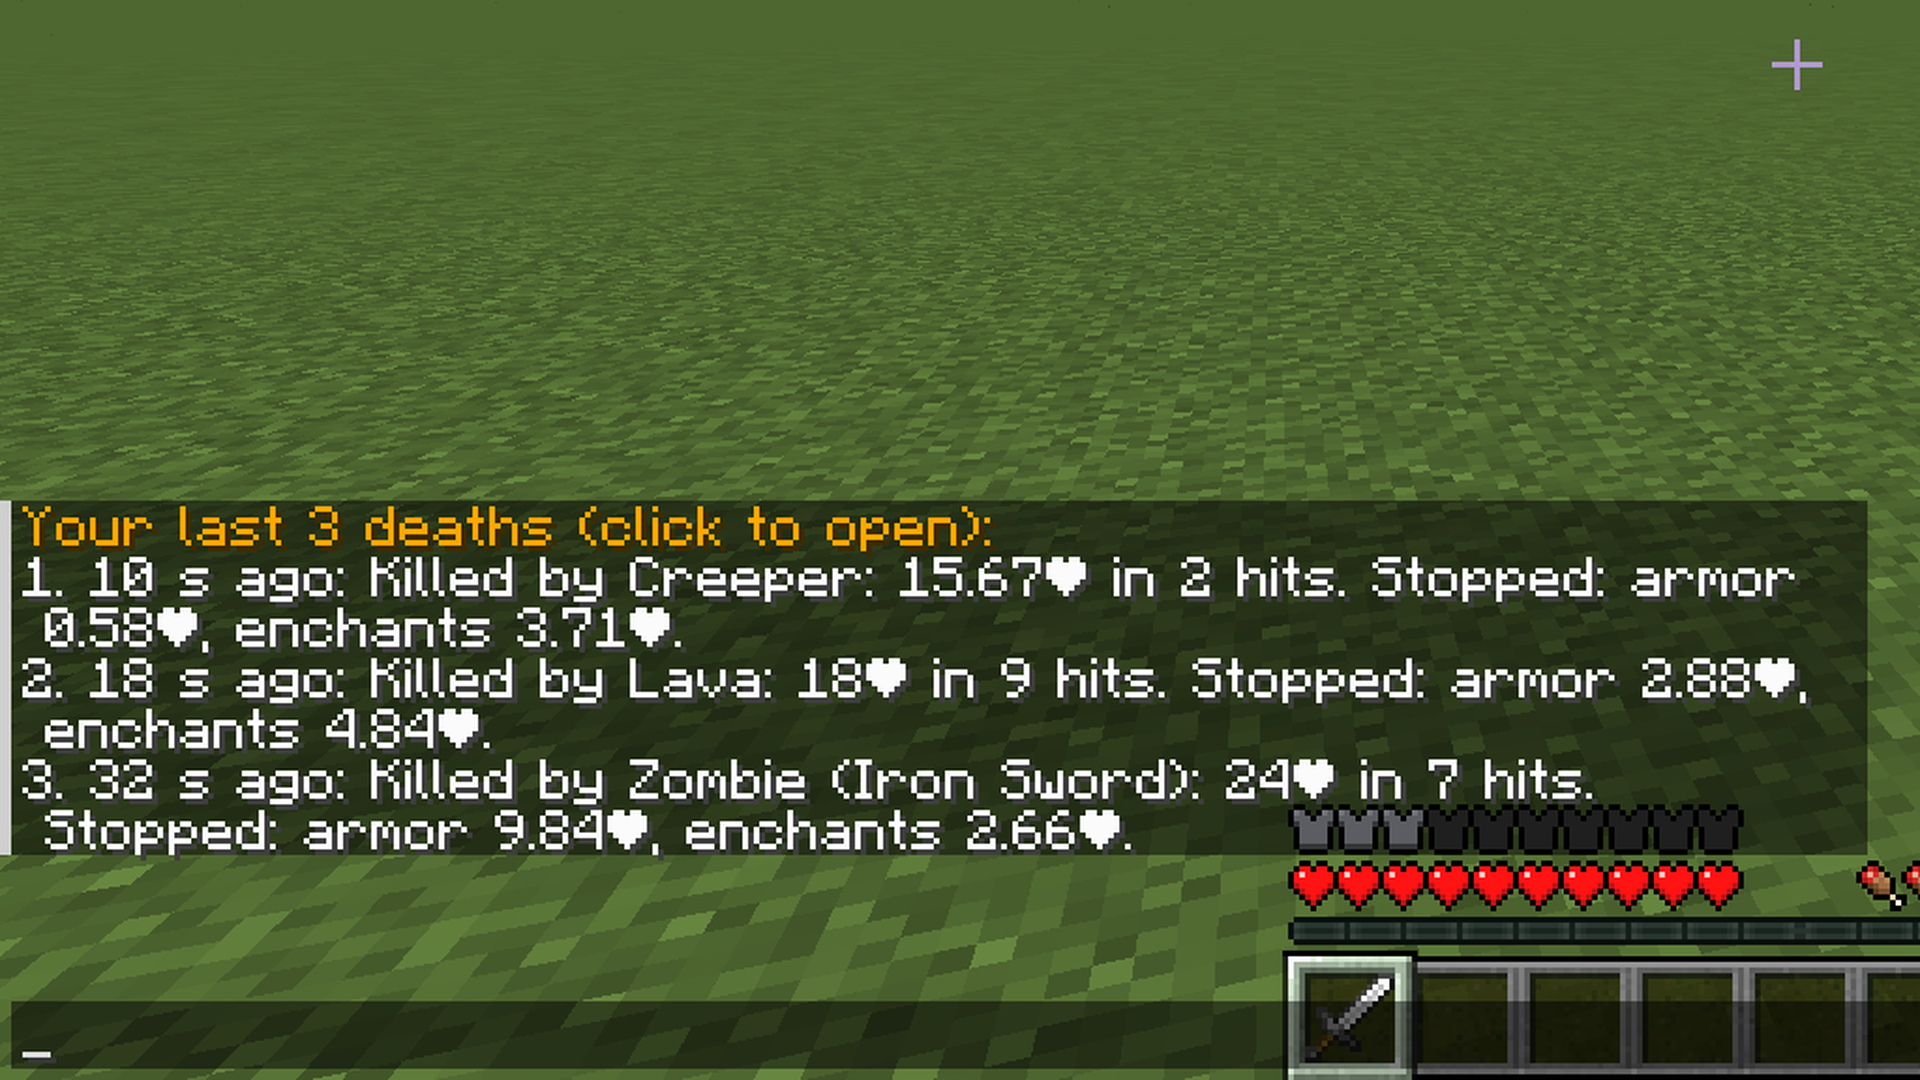 Your last 3 deaths (click to open):
1. 10 s ago: Killed by Creeper: 15.67♥ in 2 hits. Stopped: armor
0.58♥, enchants 3.71♥.
2. 18 s ago: Killed by Lava: 18♥ in 9 hits. Stopped: armor 2.88♥,
enchants 4.84♥.
3. 32 s ago: Killed by Zombie (Iron Sword): 24♥ in 7 hits.
Stopped: armor 9.84♥, enchants 2.66♥.
_